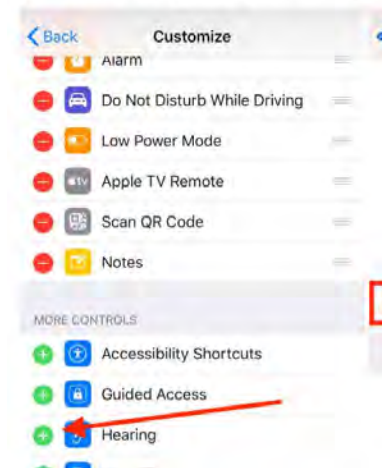 Back Customize
Alarm
Do Not Disturb While Driving
Low Power Mode
tv Apple TV Remote
Scan QR Code
Notes
MORE CONTROLS
Accessibility Shortcuts
Guided Access
Hearing